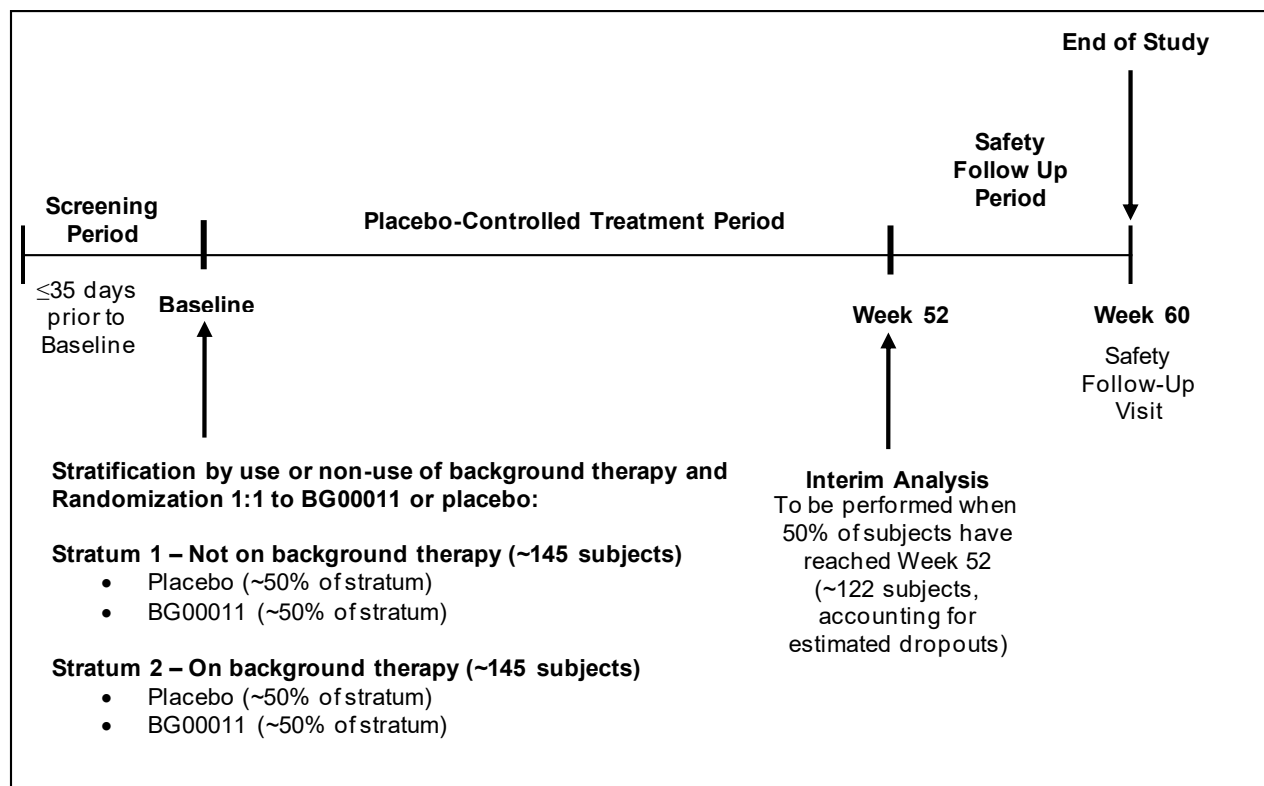 End of Study
Safety
Follow Up
Period
Screening
Period
Placebo-Controlled Treatment Period
≤35 days
prior to
Baseline
Baseline
Week 52
Week 60
Safety
Follow-Up
Visit
Stratification by use or non-use of background therapy and
Randomization 1:1 to BG00011 or placebo:
Stratum 1 – Not on background therapy (~145 subjects)
• Placebo (~50% of stratum)
• BG00011 (~50% of stratum)
Stratum 2 – On background therapy (~145 subjects)
• Placebo (~50% of stratum)
• BG00011 (~50% of stratum)
Interim Analysis
To be performed when
50% of subjects have
reached Week 52
(~122 subjects,
accounting for
estimated dropouts)